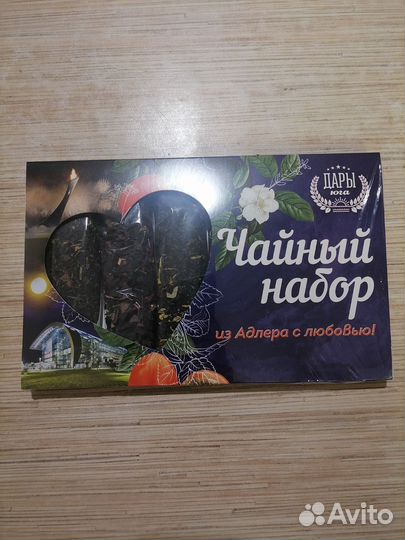 ДАРЫ
юга
Чайный
набор
из Адлера с любовью!
Avito